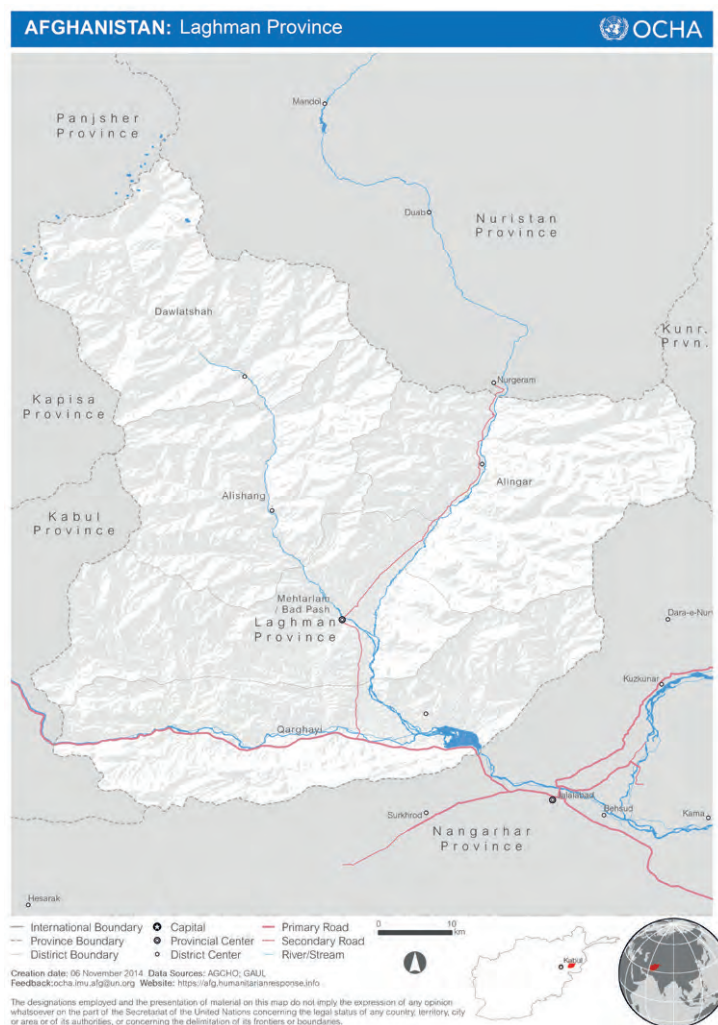 AFGHANISTAN: Laghman Province
OCHA
Panjsher
Province
Mandol
Duab
Nuristan
Province
Kunr.
Prvn.
Dawlatshah
Nurgeram
Kapisa
Province
Alingar
Alishang
Kabul
Province
Mehtarlam
/ Bad Pash
Laghman
Province
Dara-e-Nur
Kuzkunar
Qarghayi
Jalalabad
Surkhrod
Behsud
Kama
Nangarhar
Province
Hesarak
International Boundary
Province Boundary
District Boundary
Capital
Provincial Center
District Center
Primary Road
Secondary Road
River/Stream
0 10
km
Kabul
Creation date: 06 November 2014 Data Sources: AGCHO; GAUL
Feedback:ocha.imu.afg@un.org Website: https://afg.humanitarianresponse.info
The designations employed and the presentation of material on this map do not imply the expression of any opinion
whatsoever on the part of the Secretariat of the United Nations concerning the legal status of any country, territory, city
or area or of its authorities, or concerning the delimitation of its frontiers or boundaries.